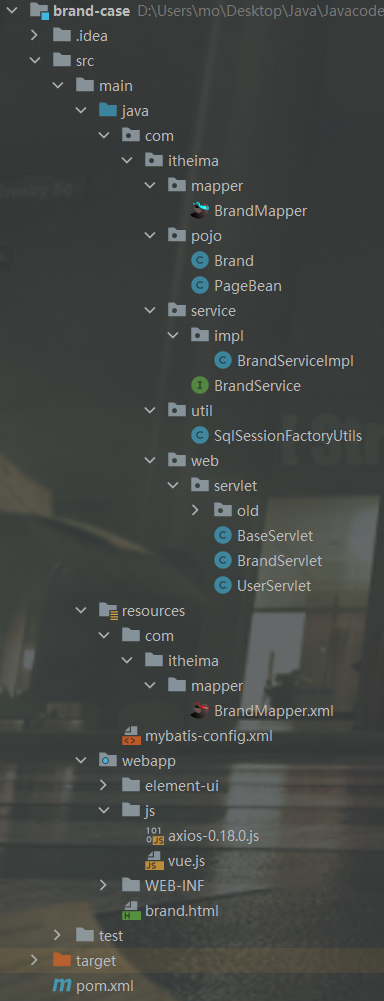 brand-case D:\Users\mo\Desktop\Java\Javacode
.idea
src
main
java
com
itheima
mapper
BrandMapper
pojo
Brand
PageBean
service
impl
BrandServiceImpl
BrandService
util
SqlSessionFactoryUtils
web
servlet
old
BaseServlet
BrandServlet
UserServlet
resources
com
itheima
mapper
BrandMapper.xml
mybatis-config.xml
webapp
element-ui
js
axios-0.18.0.js
vue.js
WEB-INF
brand.html
test
target
pom.xml